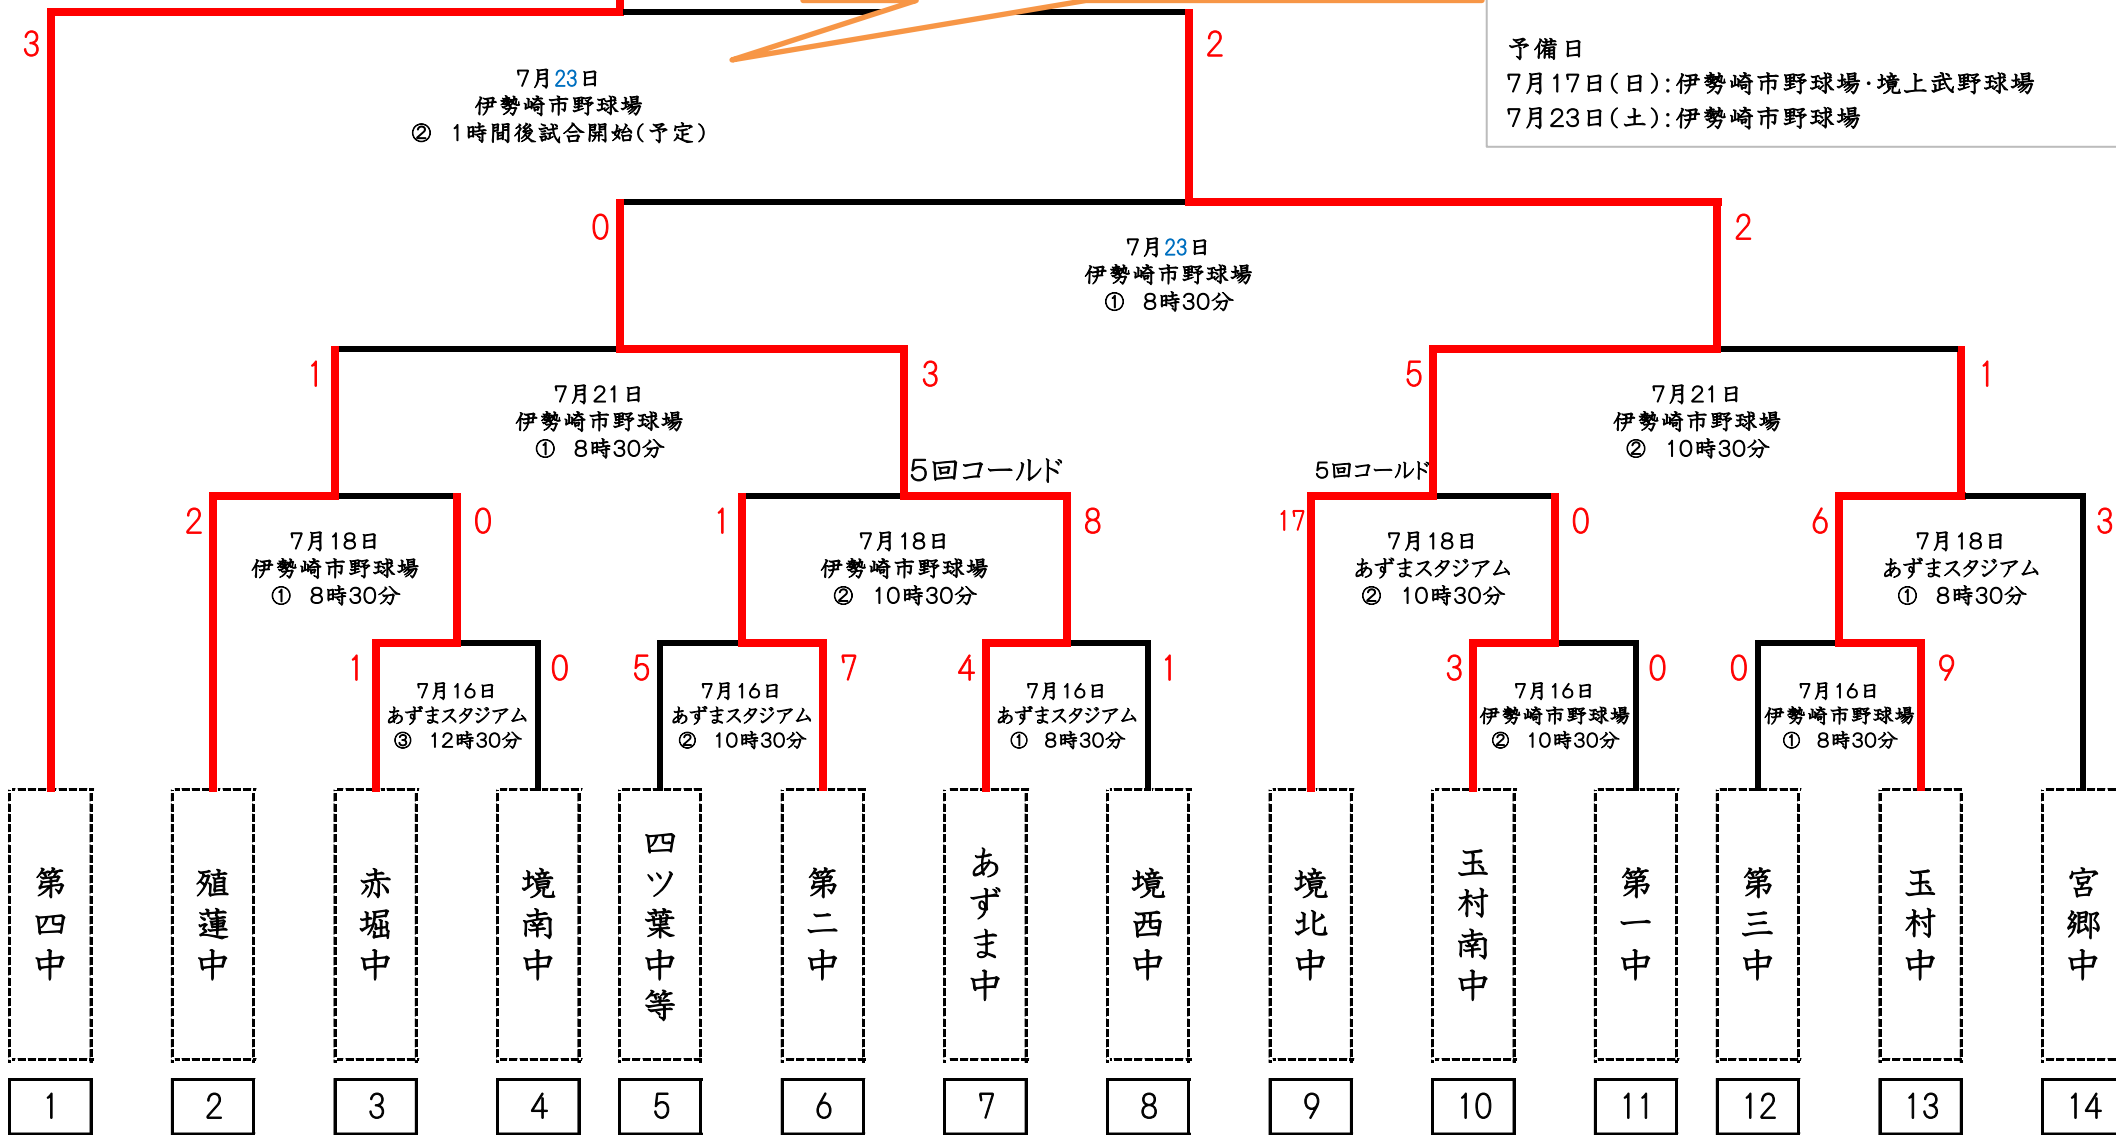 3
2
予備日
7月17日(日):伊勢崎市野球場·境上武野球場
7月23日(土):伊勢崎市野球場
7月23日
伊勢崎市野球場
② 1時間後試合開始(予定)
0
2
7月23日
伊勢崎市野球場
① 8時30分
1
3
5
1
7月21日
伊勢崎市野球場
① 8時30分
7月21日
伊勢崎市野球場
② 10時30分
5回コールド
5回コールド
2
0
1
8
17
0
6
3
7月18日
伊勢崎市野球場
① 8時30分
7月18日
伊勢崎市野球場
② 10時30分
7月18日
あずまスタジアム
② 10時30分
7月18日
あずまスタジアム
① 8時30分
1
0
5
7
4
1
3
0
0
9
7月16日
あずまスタジアム
③ 12時30分
7月16日
あずまスタジアム
② 10時30分
7月16日
あずまスタジアム
① 8時30分
7月16日
伊勢崎市野球場
② 10時30分
7月16日
伊勢崎市野球場
① 8時30分
第四中
殖蓮中
赤堀中
境南中
四ツ葉中等
第二中
あずま中
境西中
境北中
玉村南中
第一中
第三中
玉村中
宮郷中
1
2
3
4
5
6
7
8
9
10
11
12
13
14